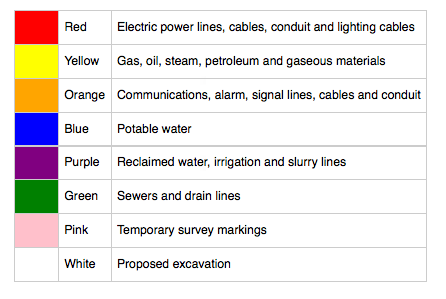 Red Electric power lines, cables, conduit and lighting cables
Yellow Gas, oil, steam, petroleum and gaseous materials
Orange Communications, alarm, signal lines, cables and conduit
Blue Potable water
Purple Reclaimed water, irrigation and slurry lines
Green Sewers and drain lines
Pink Temporary survey markings
White Proposed excavation